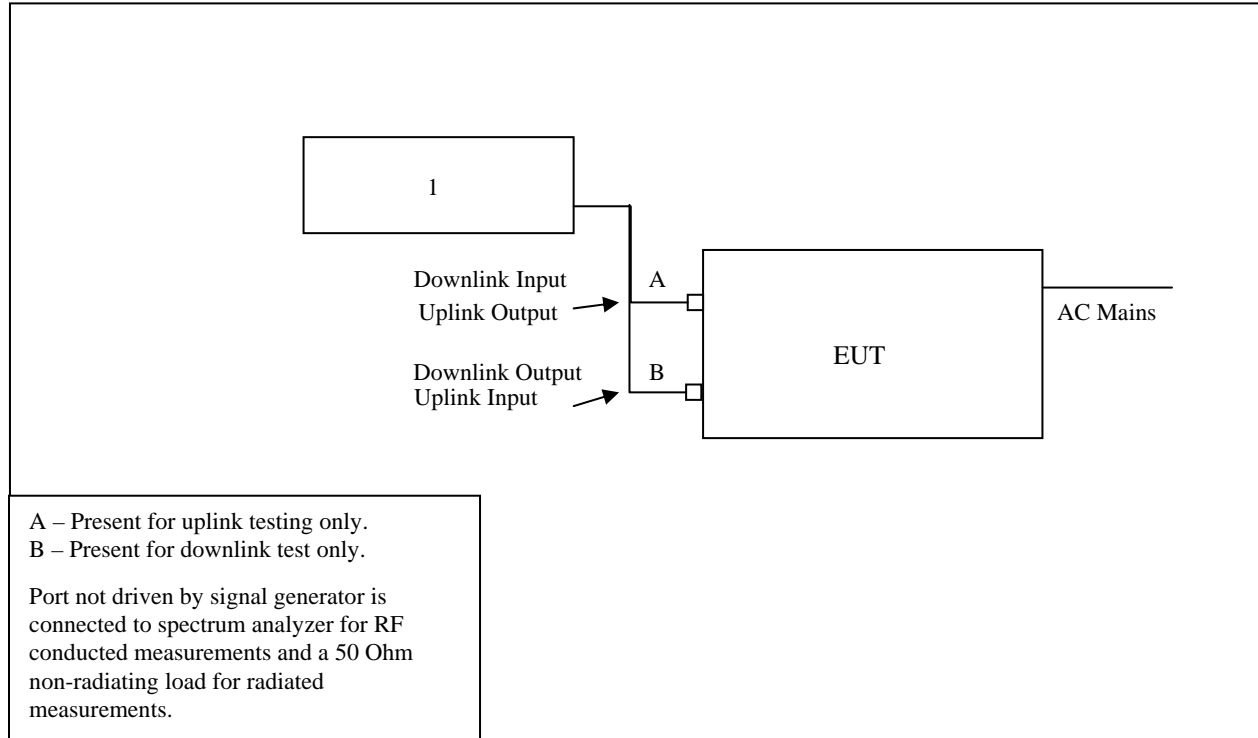 1
Downlink Input
A
Uplink Output
AC Mains
EUT
Downlink Output
B
Uplink Input
A – Present for uplink testing only.
B – Present for downlink test only.
Port not driven by signal generator is
connected to spectrum analyzer for RF
conducted measurements and a 50 Ohm
non-radiating load for radiated
measurements.